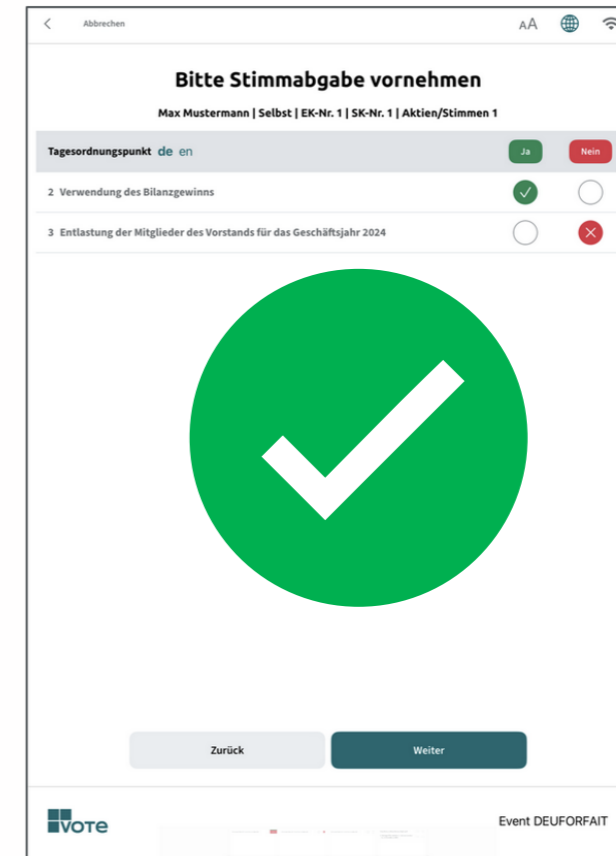 Abbrechen AA
Bitte Stimmabgabe vornehmen
Max Mustermann | Selbst | EK-Nr. 1 | SK-Nr. 1 | Aktien/Stimmen 1
Tagesordnungspunkt de en Ja Nein
2 Verwendung des Bilanzgewinns
3 Entlastung der Mitglieder des Vorstands für das Geschäftsjahr 2024
Zurück Weiter
VOTE Event DEUFORFAIT